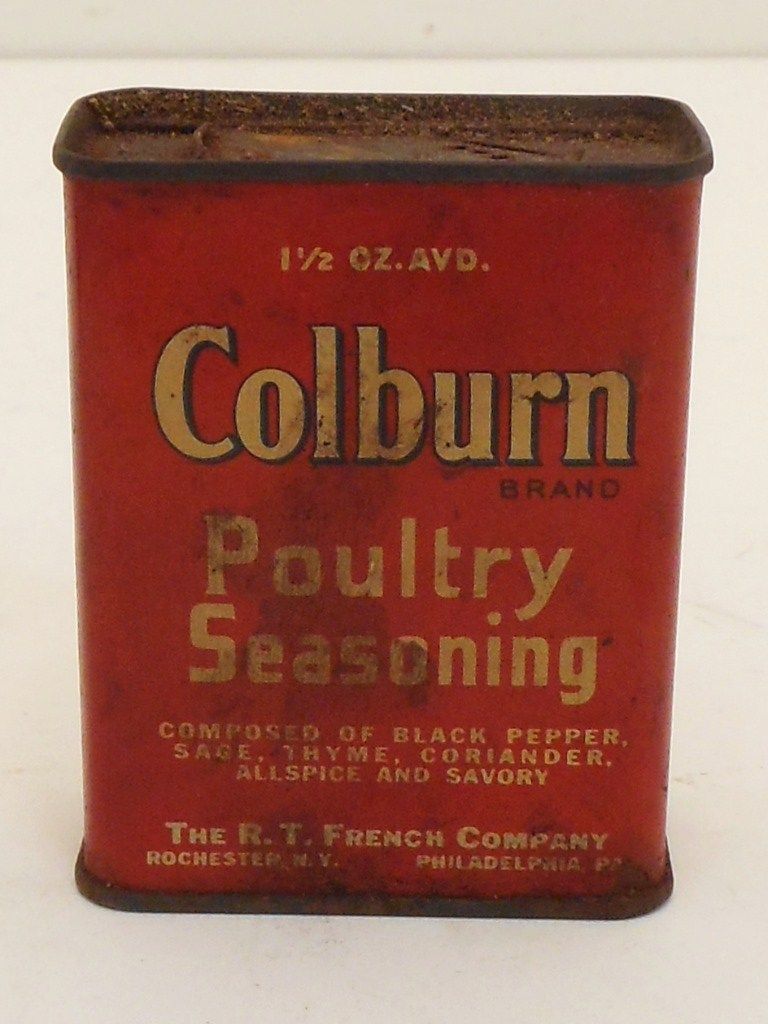 1½ OZ. AVD.
Colburn
BRAND
Poultry
Seasoning
COMPOSED OF BLACK PEPPER,
SAGE, THYME, CORIANDER,
ALLSPICE AND SAVORY
THE R. T. FRENCH COMPANY
ROCHESTER, N.Y. PHILADELPHIA, PA